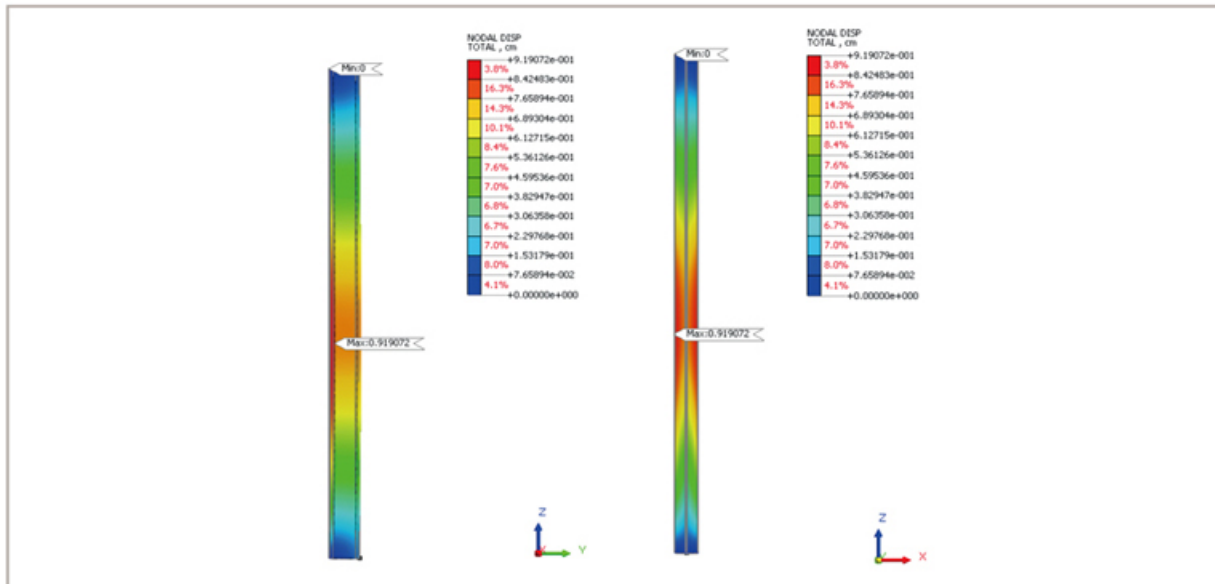 NODAL DISP
TOTAL , cm
+9.19072e-001
3.8%
+8.42483e-001
16.3%
+7.65894e-001
14.3%
+6.89304e-001
10.1%
+6.12715e-001
8.4%
+5.36126e-001
7.6%
+4.59536e-001
7.0%
+3.82947e-001
6.8%
+3.06358e-001
6.7%
+2.29768e-001
7.0%
+1.53179e-001
8.0%
+7.65894e-002
4.1%
+0.00000e+000
Min:0
Max:0.919072
Z
Y
NODAL DISP
TOTAL , cm
+9.19072e-001
3.8%
+8.42483e-001
16.3%
+7.65894e-001
14.3%
+6.89304e-001
10.1%
+6.12715e-001
8.4%
+5.36126e-001
7.6%
+4.59536e-001
7.0%
+3.82947e-001
6.8%
+3.06358e-001
6.7%
+2.29768e-001
7.0%
+1.53179e-001
8.0%
+7.65894e-002
4.1%
+0.00000e+000
Min:0
Max:0.919072
Z
X